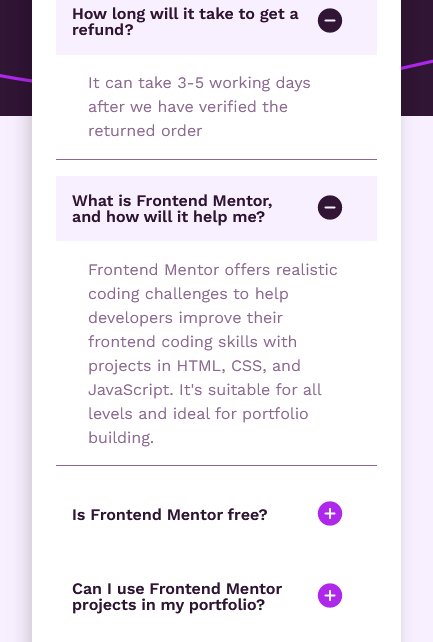 How long will it take to get a
refund?
It can take 3-5 working days
after we have verified the
returned order
What is Frontend Mentor,
and how will it help me?
Frontend Mentor offers realistic
coding challenges to help
developers improve their
frontend coding skills with
projects in HTML, CSS, and
JavaScript. It's suitable for all
levels and ideal for portfolio
building.
Is Frontend Mentor free?
Can I use Frontend Mentor
projects in my portfolio?